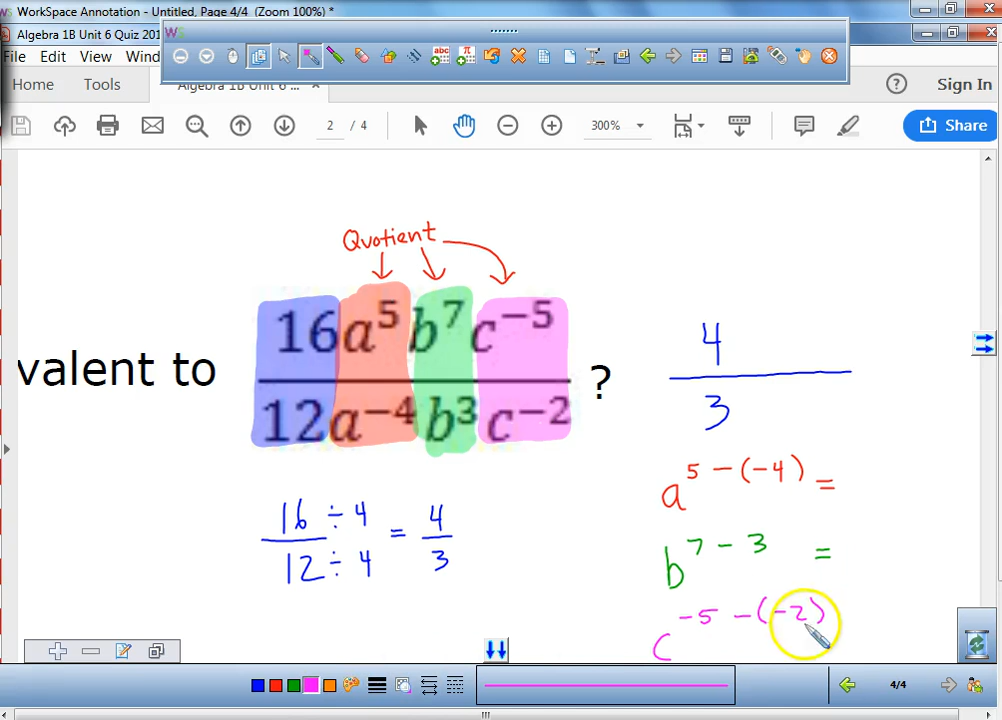 WorkSpace Annotation - Untitled, Page 4/4 (Zoom 100%) *
Algebra 1B Unit 6 Quiz 201
File Edit View Wind
Home Tools Algebra 1B Unit 6 ... × Sign In
2 / 4 300% Share
Quotient
valent to 16a⁵b⁷c⁻⁵ / 12a⁻⁴b³c⁻² ?
4
3
16 ÷ 4 = 4
12 ÷ 4 3
a^5 - (-4) =
b^7 - 3 =
c^-5 - (-2)
4/4